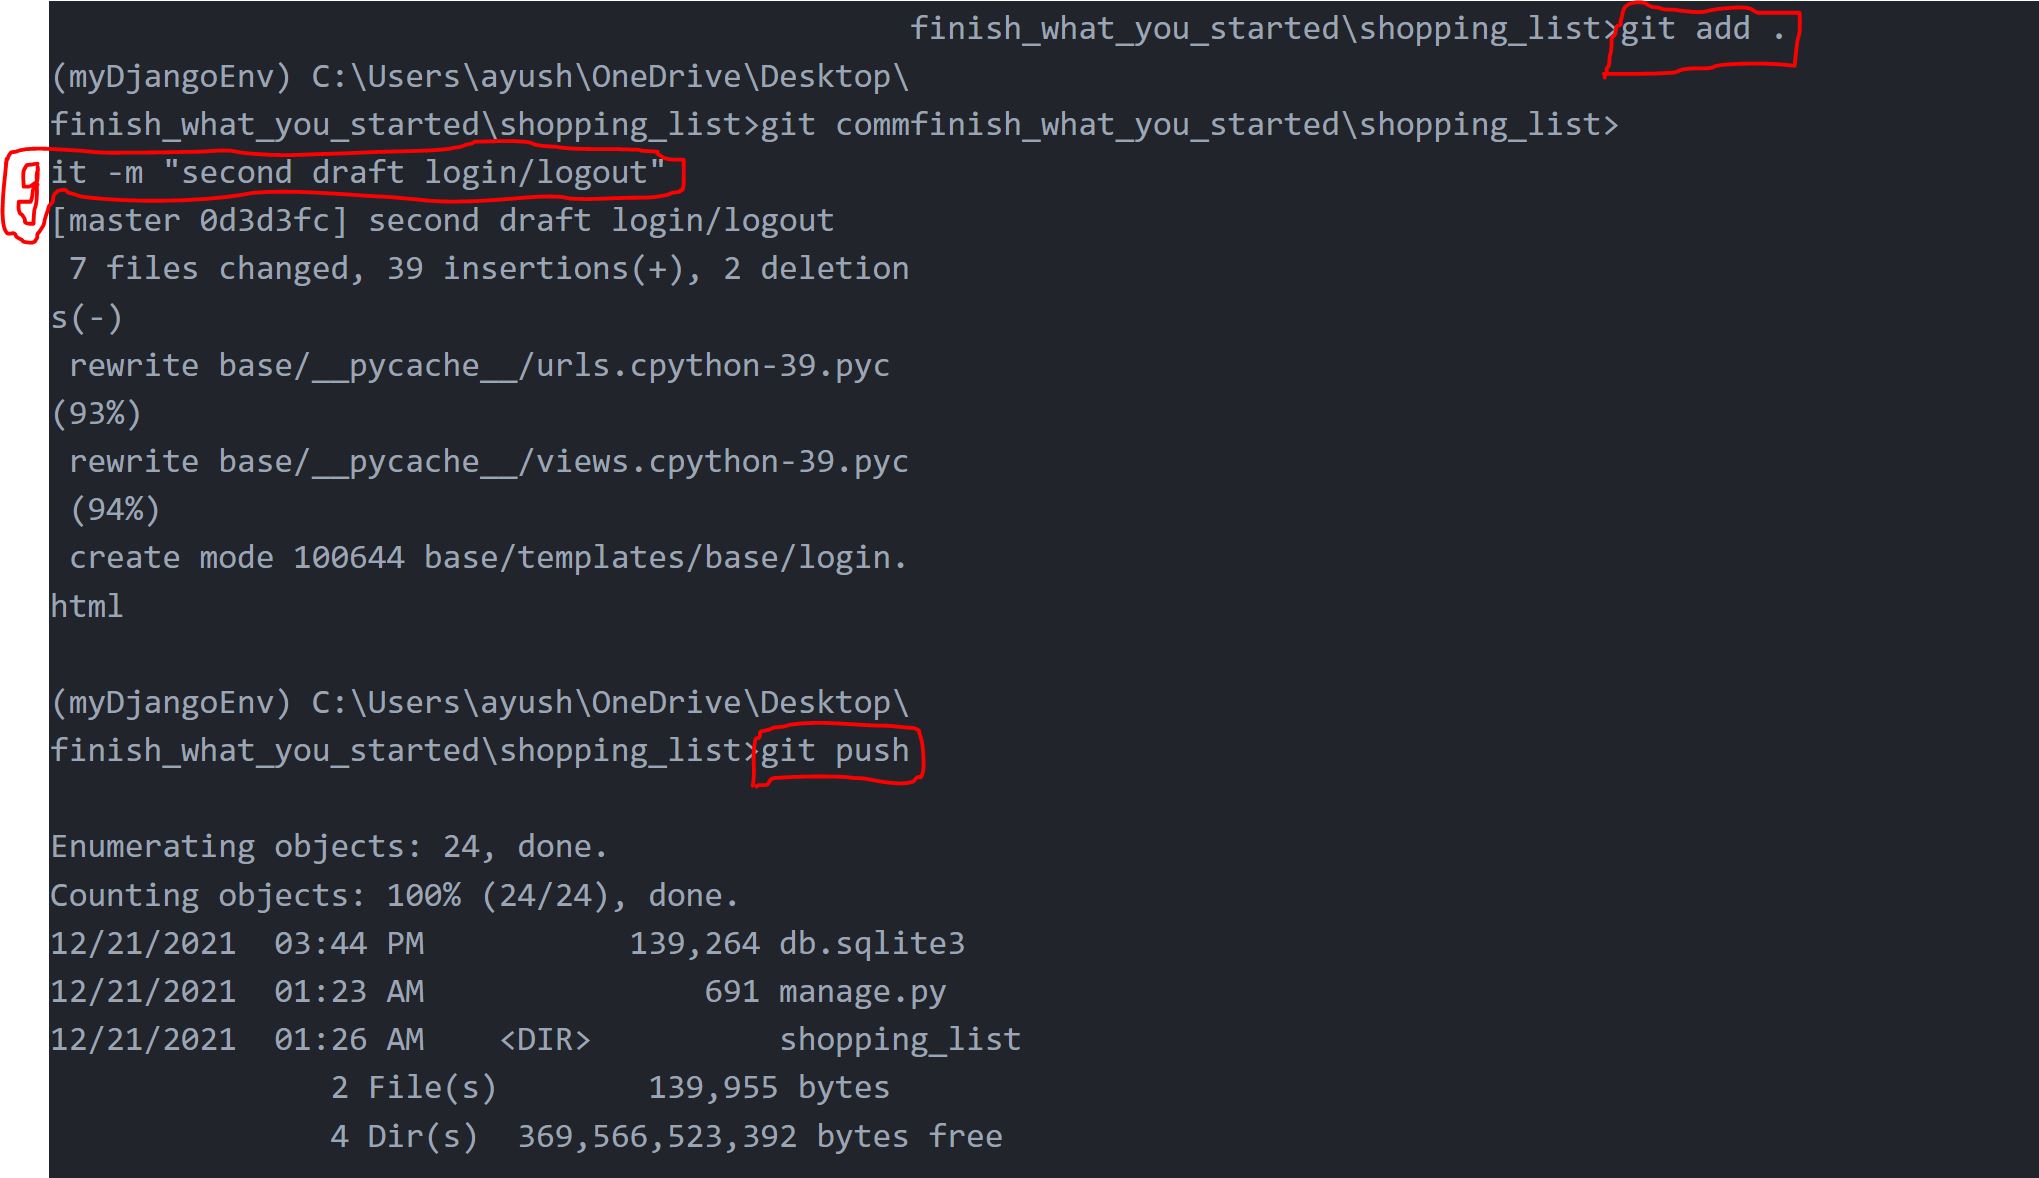 finish_what_you_started\shopping_list>git add .
(myDjangoEnv) C:\Users\ayush\OneDrive\Desktop\
finish_what_you_started\shopping_list>git commfinish_what_you_started\shopping_list>
it -m "second draft login/logout"
[master 0d3d3fc] second draft login/logout
7 files changed, 39 insertions(+), 2 deletion
s(-)
rewrite base/__pycache__/urls.cpython-39.pyc
(93%)
rewrite base/__pycache__/views.cpython-39.pyc
(94%)
create mode 100644 base/templates/base/login.
html
(myDjangoEnv) C:\Users\ayush\OneDrive\Desktop\
finish_what_you_started\shopping_list>git push
Enumerating objects: 24, done.
Counting objects: 100% (24/24), done.
12/21/2021  03:44 PM           139,264 db.sqlite3
12/21/2021  01:23 AM               691 manage.py
12/21/2021  01:26 AM    <DIR>          shopping_list
2 File(s)        139,955 bytes
4 Dir(s)  369,566,523,392 bytes free